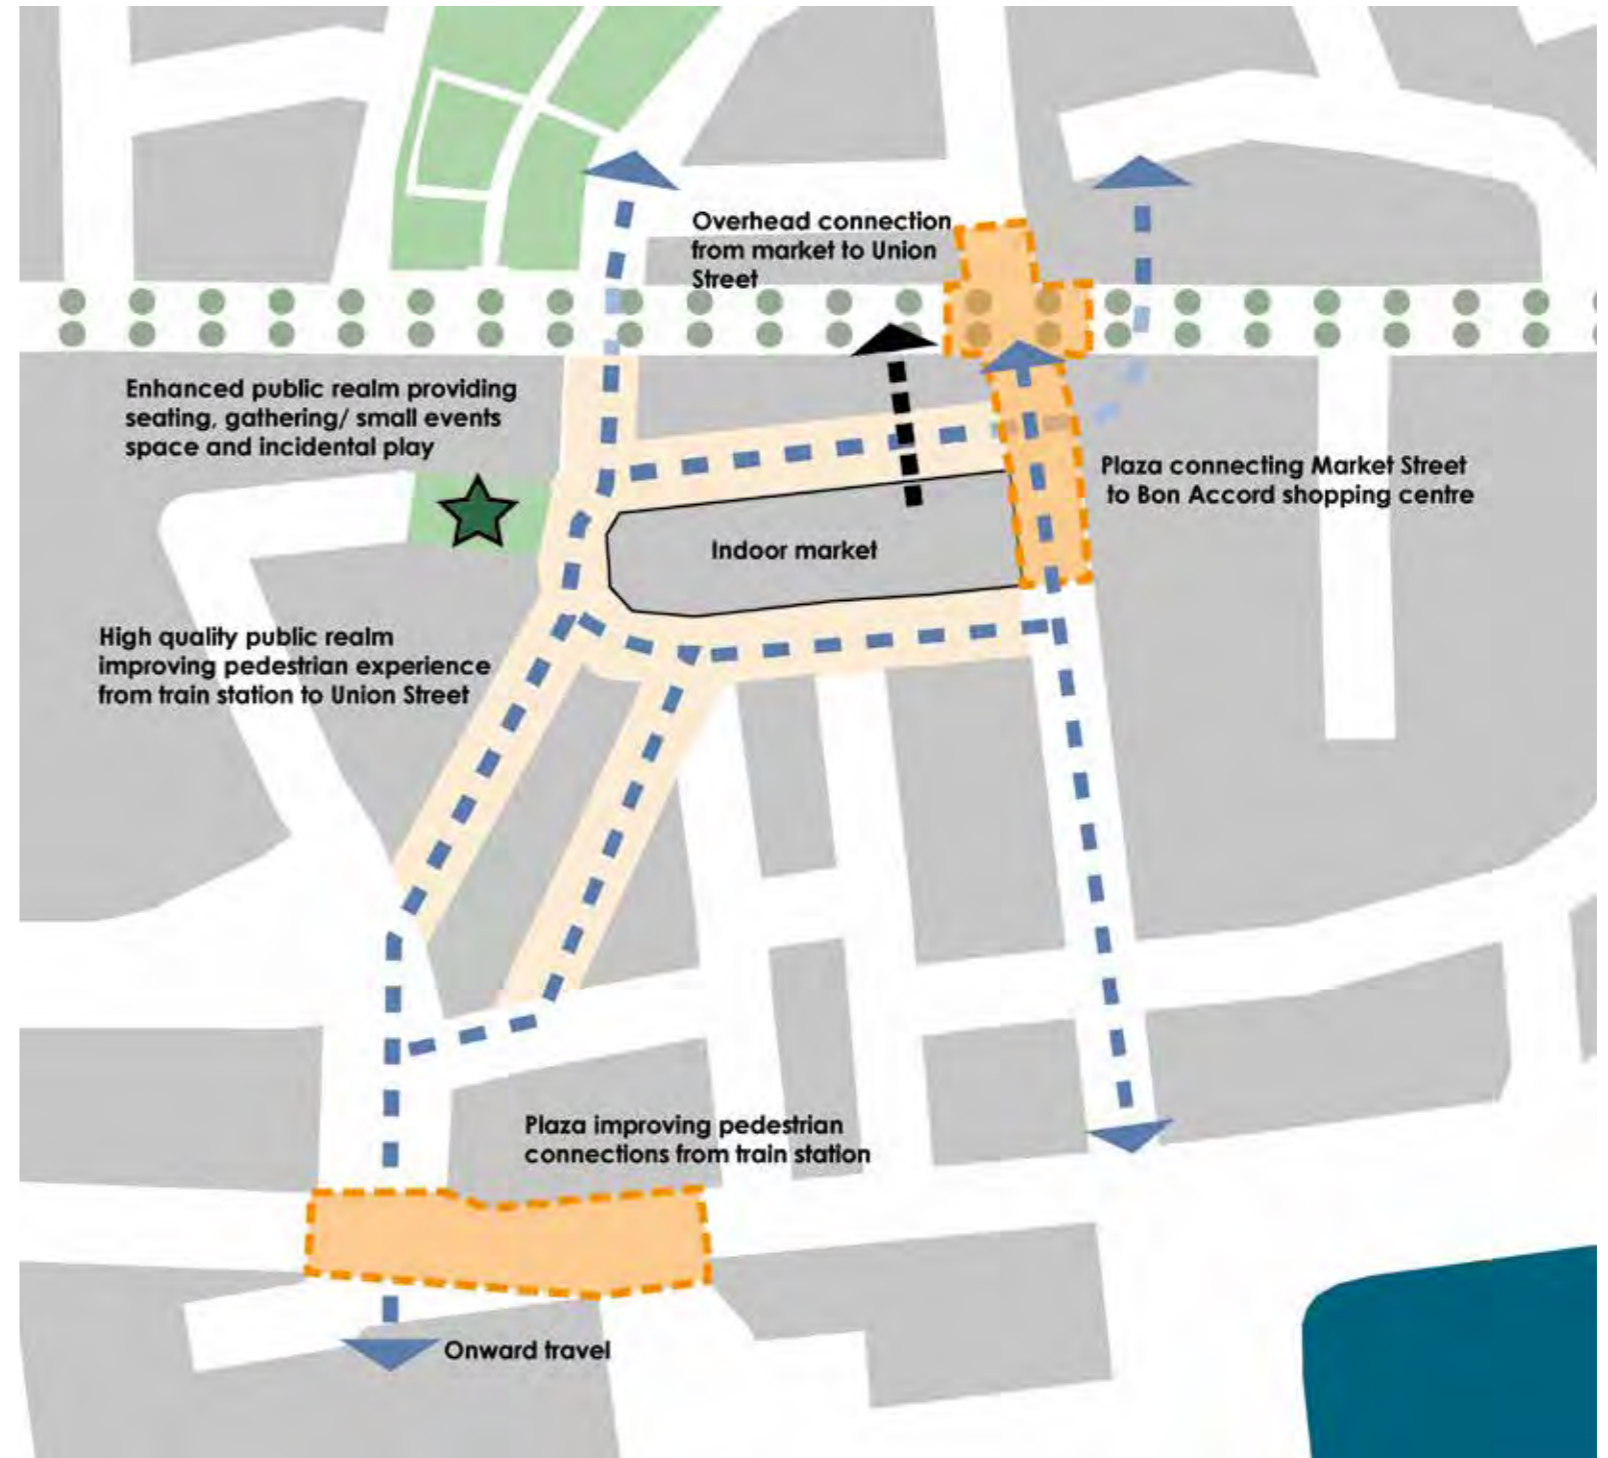 Overhead connection
from market to Union
Street
Enhanced public realm providing
seating, gathering/ small events
space and incidental play
Plaza connecting Market Street
to Bon Accord shopping centre
Indoor market
High quality public realm
improving pedestrian experience
from train station to Union Street
Plaza improving pedestrian
connections from train station
Onward travel